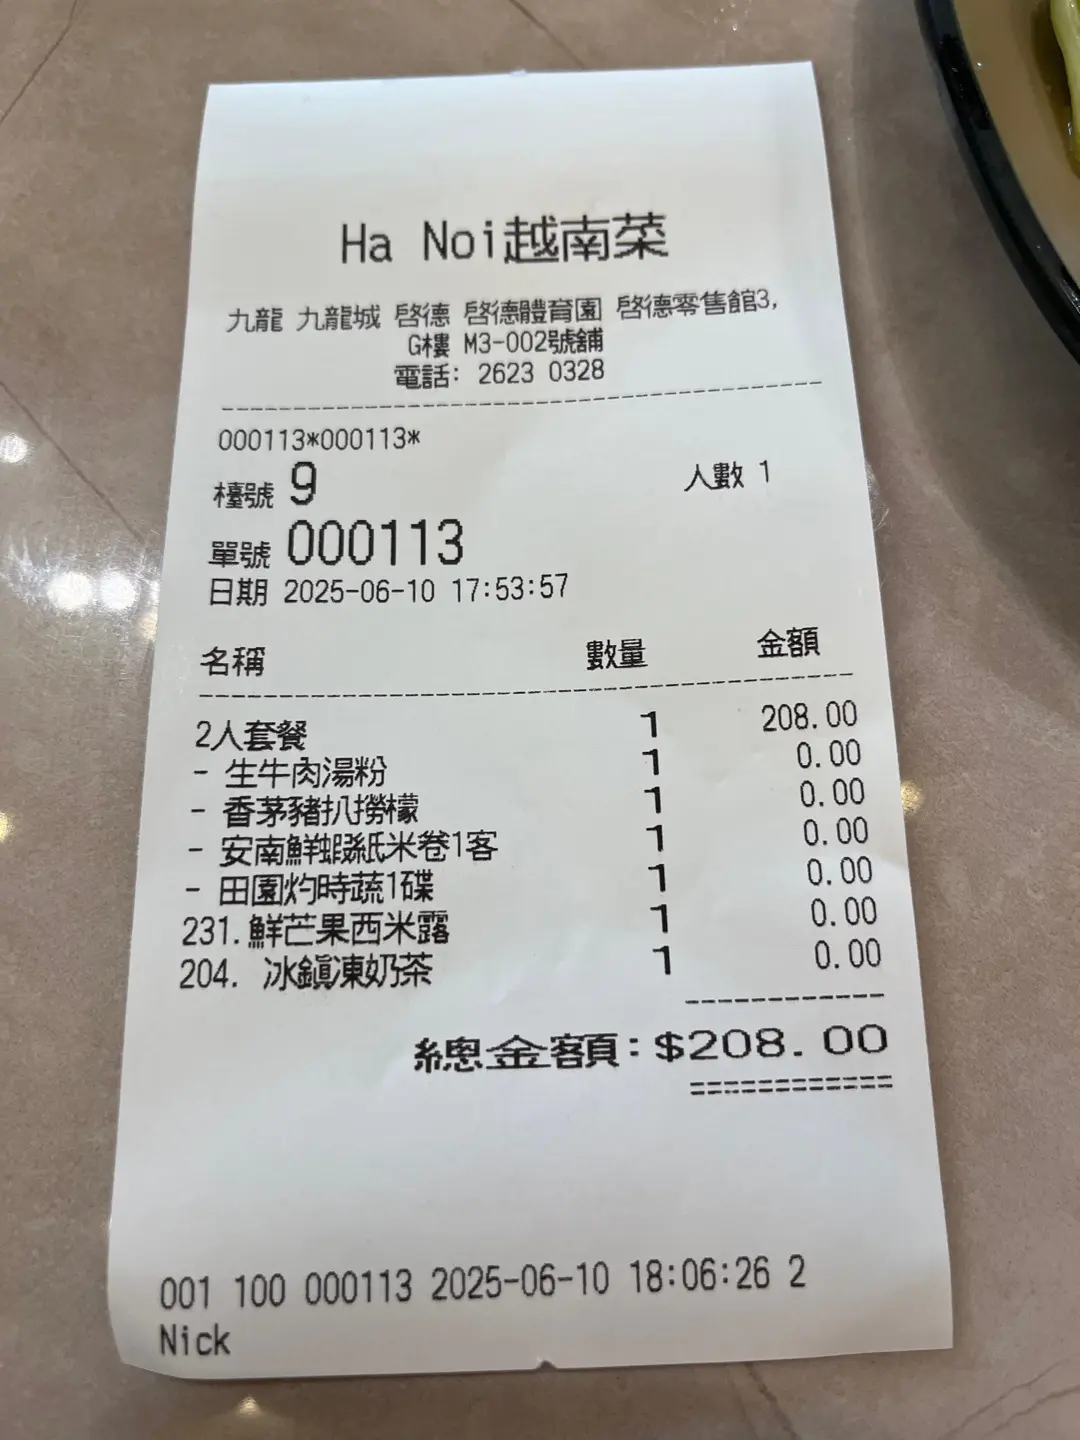 Ha Noi越南菜
九龍 九龍城 啓德 啓德體育園 啓德零售館3,
G樓 M3-002號舖
電話: 2623 0328
000113*000113*
檯號 9 人數 1
單號 000113
日期 2025-06-10 17:53:57
名稱 數量 金額
2人套餐 1 208.00
- 生牛肉湯粉 1 0.00
- 香茅豬扒撈檬 1 0.00
- 安南鮮蝦紙米卷1客 1 0.00
- 田園灼時蔬1碟 1 0.00
231.鮮芒果西米露 1 0.00
204. 冰鎮凍奶茶 1 0.00
總金額:$208.00
001 100 000113 2025-06-10 18:06:26 2
Nick